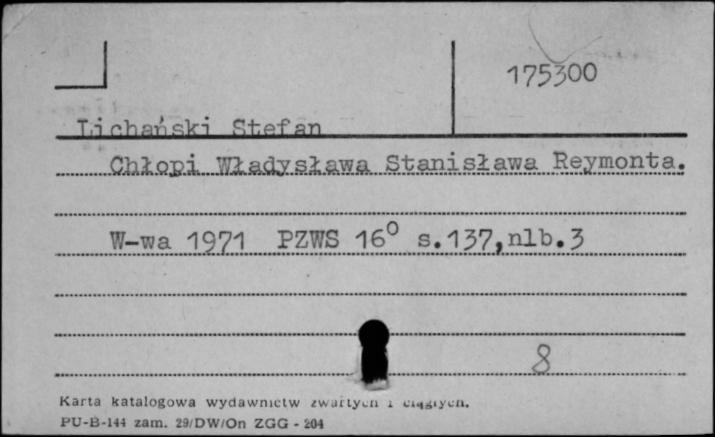 175300
Lichański Stefan
Chłopi Władysława Stanisława Reymonta.
W-wa 1971 PZWS 16° s.137,nlb.3
8
Karta katalogowa wydawnictw zwartych i ciągłych.
PU-B-144 zam. 29/DW/On ZGG - 204